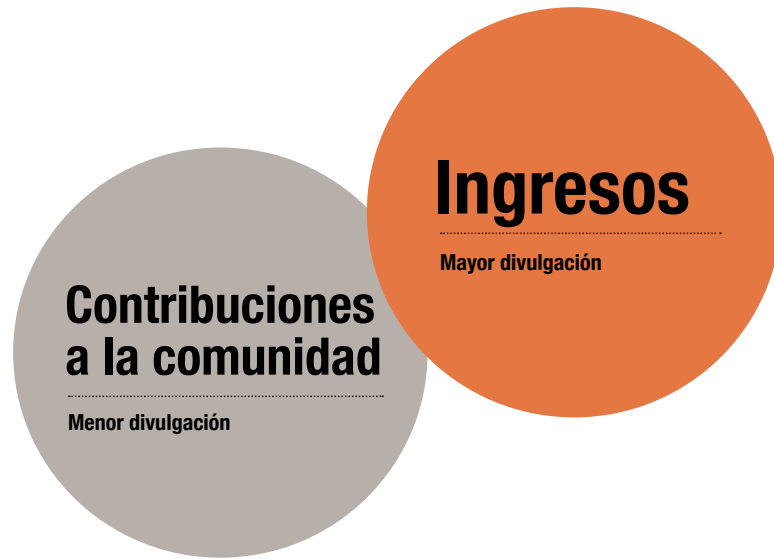 Ingresos
Mayor divulgación
Contribuciones
a la comunidad
Menor divulgación